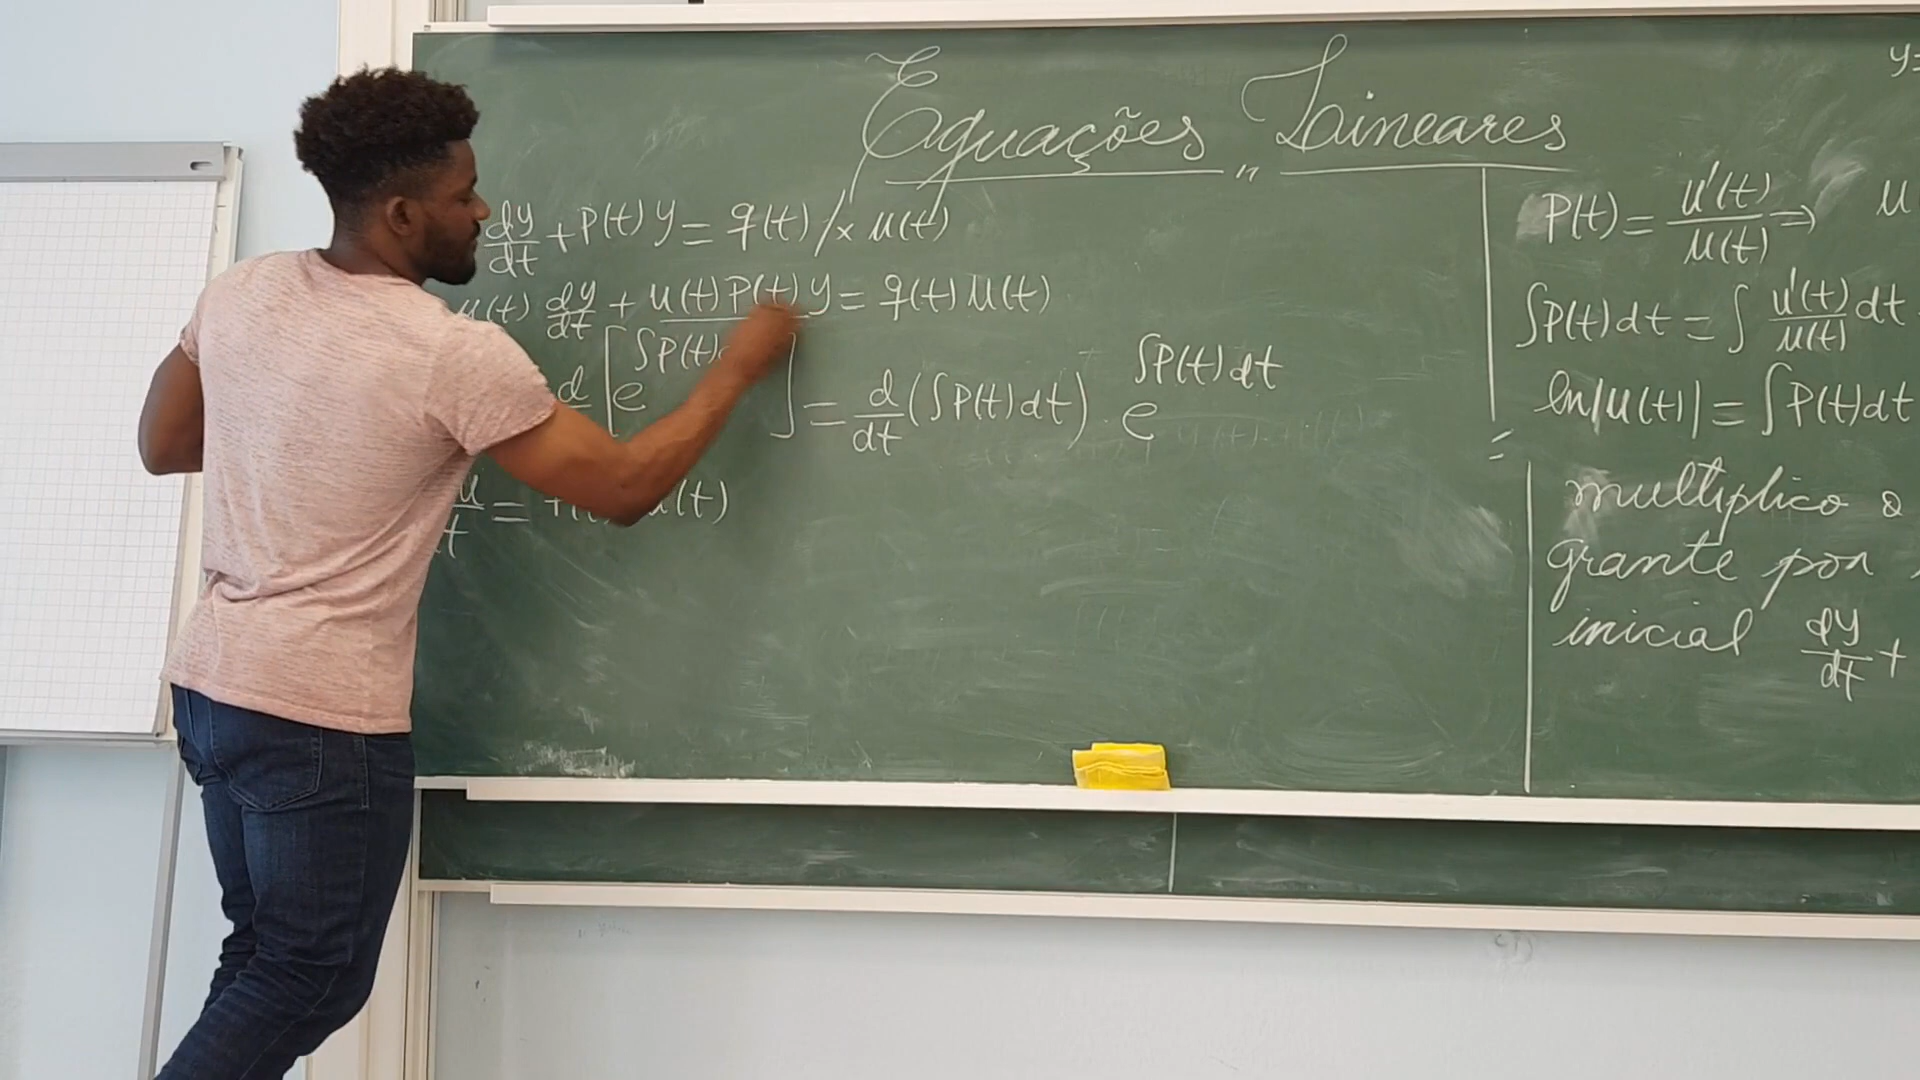 Equações Lineares
dy/dt + P(t) y = q(t) /× u(t)
u(t) dy/dt + u(t) P(t) y = q(t) u(t)
[e^∫P(t)] = d/dt (∫P(t)dt) · e^∫P(t)dt
u(t)
y=
P(t) = u'(t)/u(t) ⇒ u
∫P(t)dt = ∫ u'(t)/u(t) dt
ln|u(t)| = ∫P(t)dt
multiplico a
grante por
inicial dy/dt +